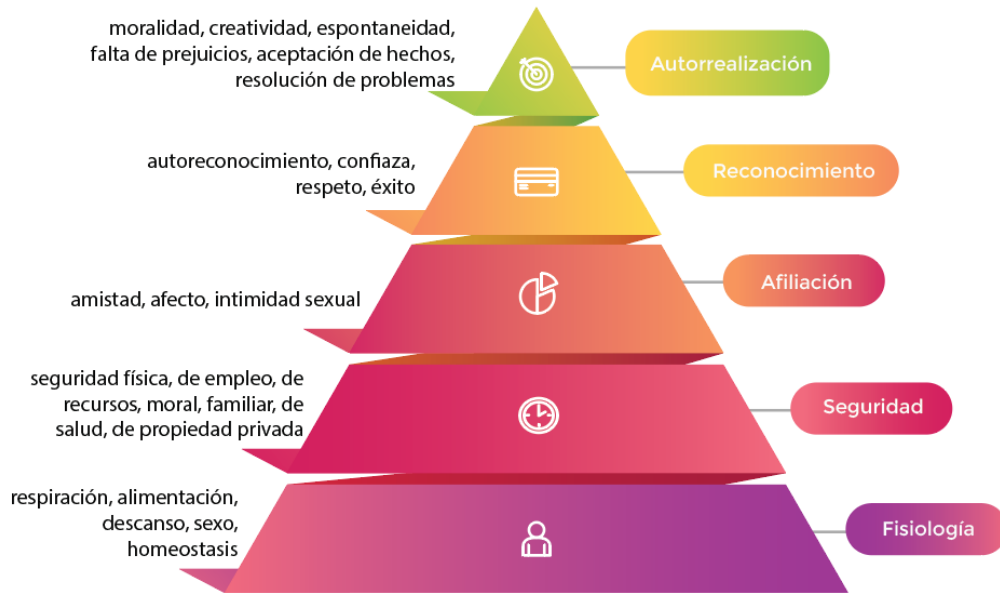 moralidad, creatividad, espontaneidad,
falta de prejuicios, aceptación de hechos,
resolución de problemas
Autorrealización
autoreconocimiento, confiaza,
respeto, éxito
Reconocimiento
amistad, afecto, intimidad sexual
Afiliación
seguridad física, de empleo, de
recursos, moral, familiar, de
salud, de propiedad privada
Seguridad
respiración, alimentación,
descanso, sexo,
homeostasis
Fisiología